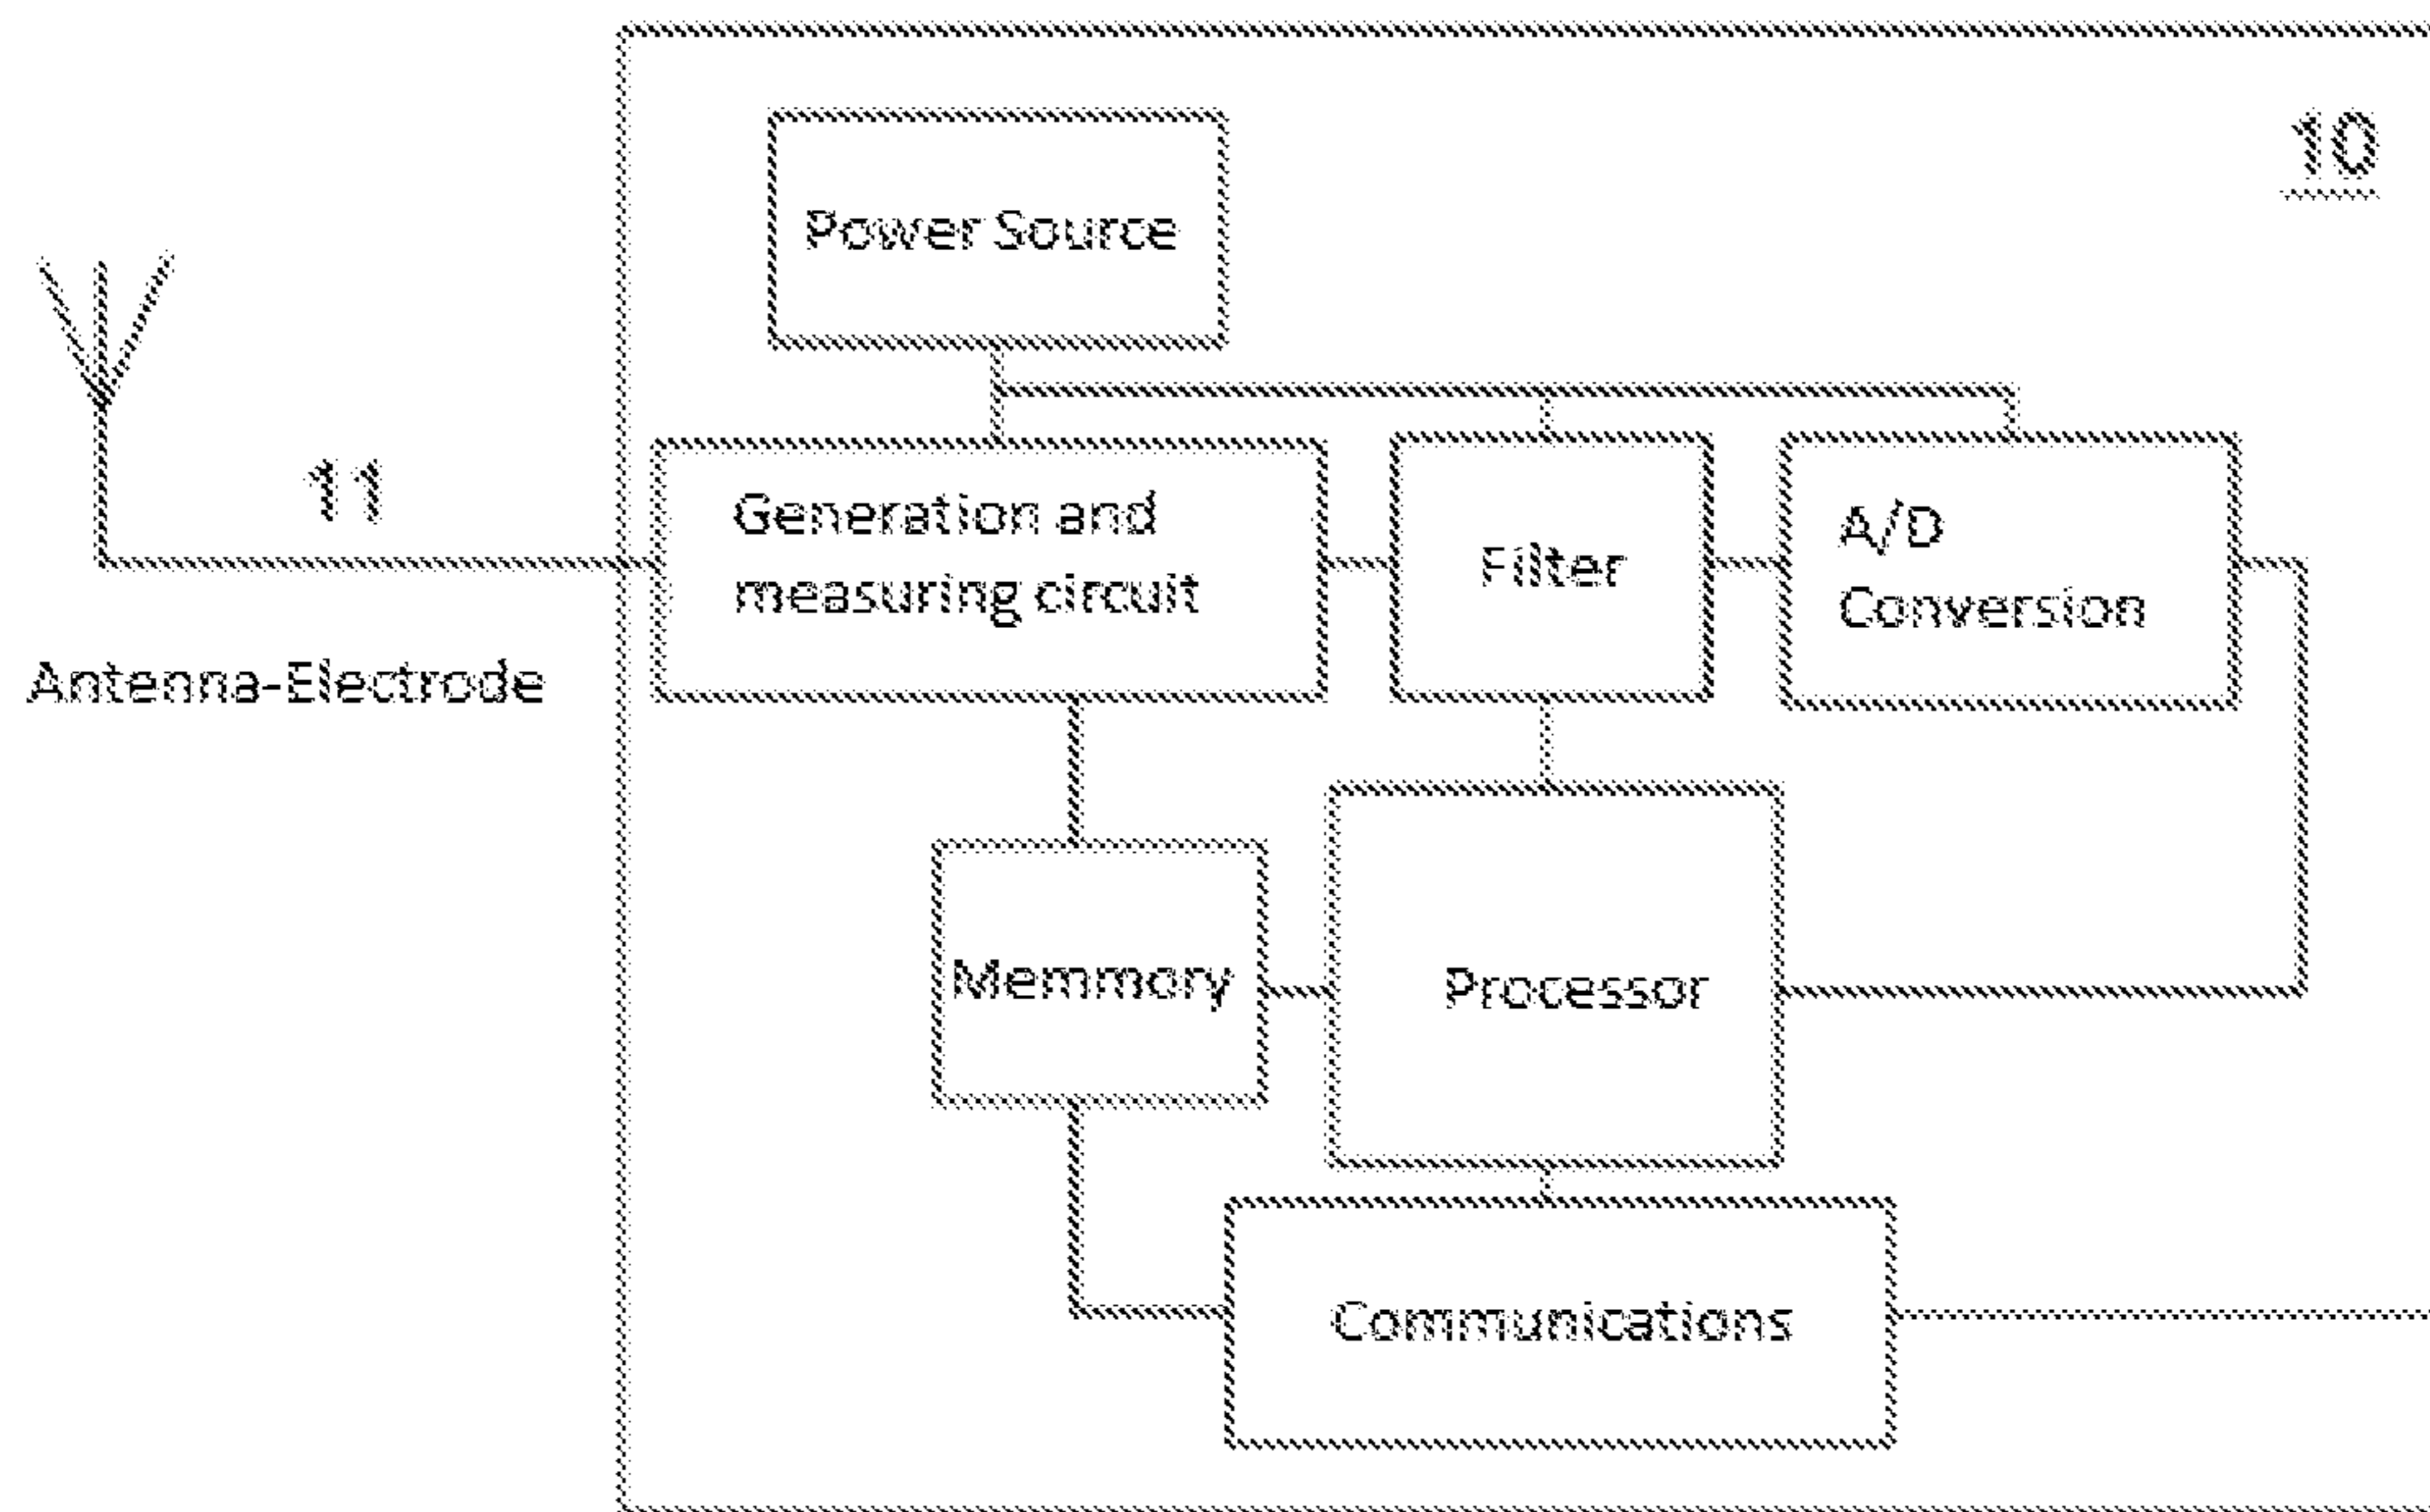 10
Power Source
11
Generation and
measuring circuit
Filter
A/D
Conversion
Antenna-Electrode
Memmory
Processor
Communications